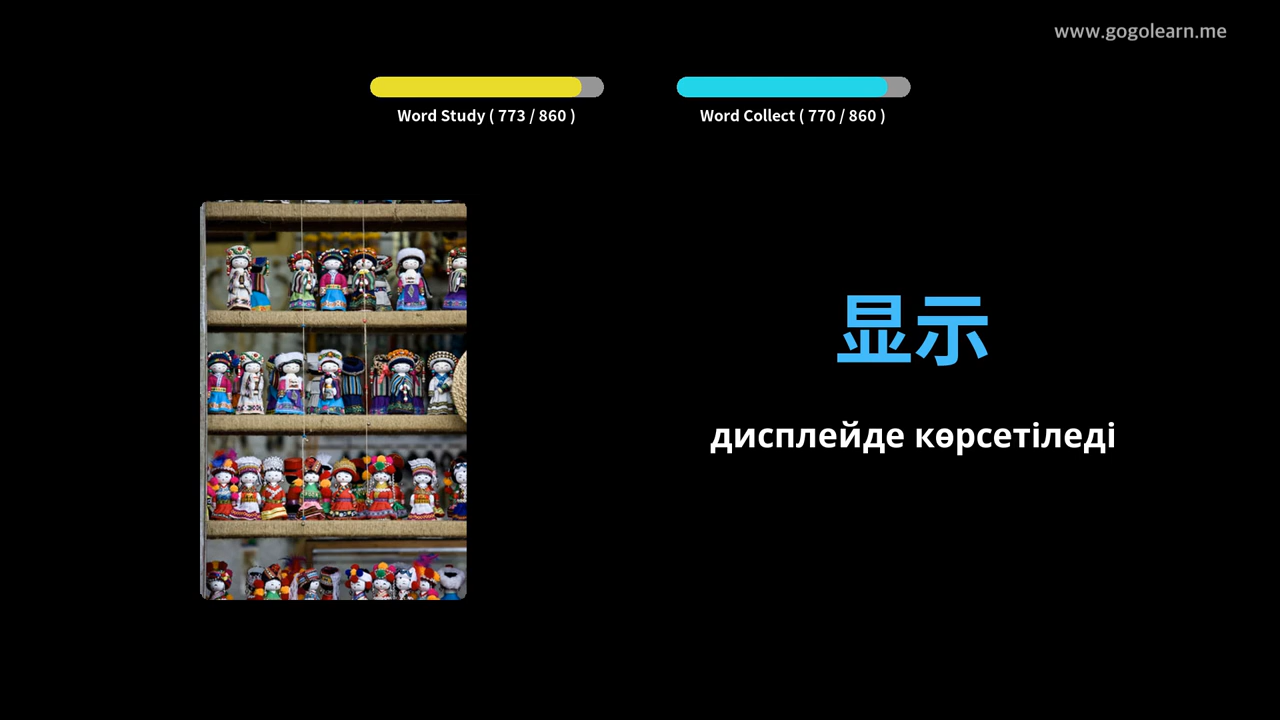 www.gogolearn.me
Word Study ( 773 / 860 )
Word Collect ( 770 / 860 )
显示
дисплейде көрсетіледі